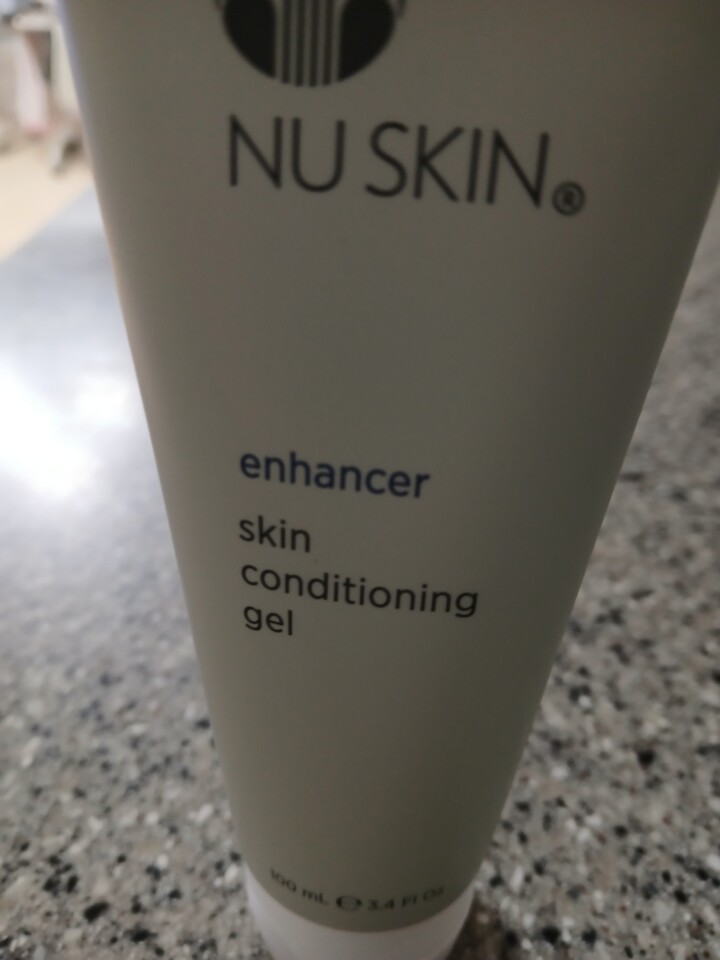 NU SKIN®
enhancer
skin
conditioning
gel
100 mL ℮ 3.4 Fl Oz